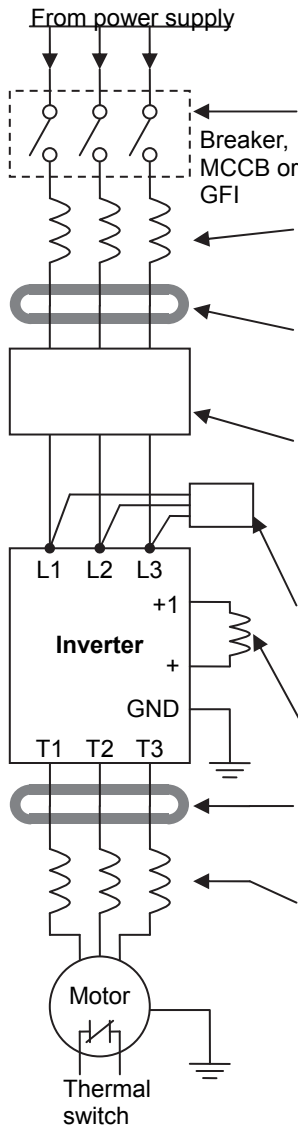 From power supply
Breaker,
MCCB or
GFI
L1 L2 L3
+1
Inverter
+
GND
T1 T2 T3
Motor
Thermal
switch